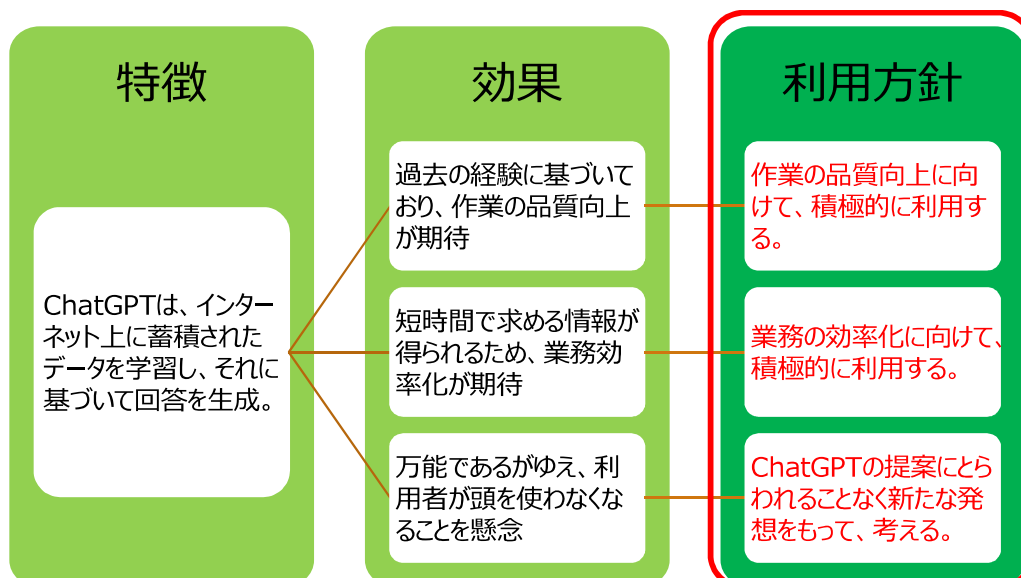 特徴
ChatGPTは、インター
ネット上に蓄積された
データを学習し、それに
基づいて回答を生成。
効果
過去の経験に基づいて
おり、作業の品質向上
が期待
短時間で求める情報が
得られるため、業務効
率化が期待
万能であるがゆえ、利
用者が頭を使わなくな
ることを懸念
利用方針
作業の品質向上に向
けて、積極的に利用す
る。
業務の効率化に向けて、
積極的に利用する。
ChatGPTの提案にとら
われることなく新たな発
想をもって、考える。